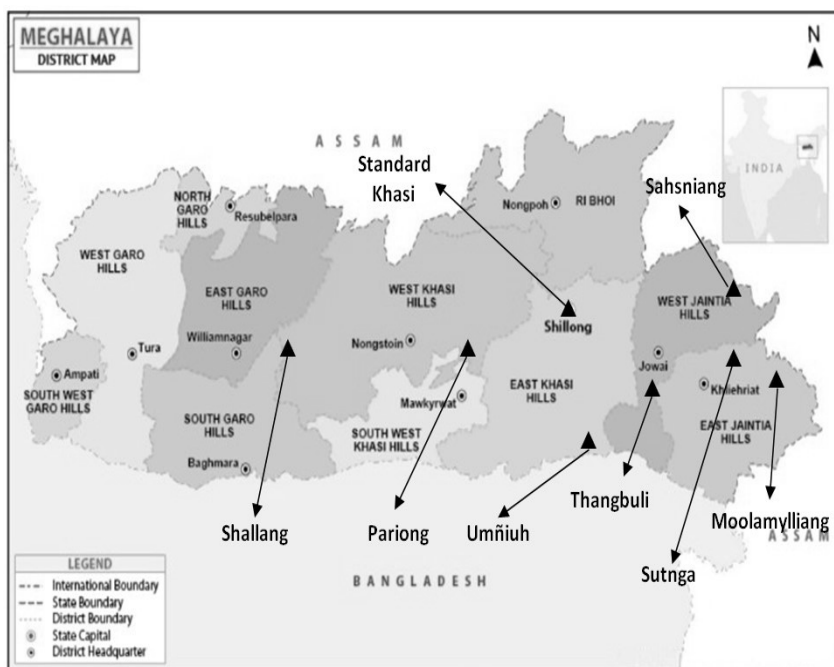 MEGHALAYA
DISTRICT MAP
N
INDIA
ASSAM
Standard
Khasi
Sahsniang
NORTH
GARO
HILLS
Resubelpara
Nongpoh
RI BHOI
WEST GARO
HILLS
EAST GARO
HILLS
WEST KHASI
HILLS
WEST JAINTIA
HILLS
Shillong
Williamnagar
Nongstoin
Tura
Jowai
Ampati
SOUTH WEST
GARO HILLS
EAST KHASI
HILLS
Khliehriat
Mawkyrwat
SOUTH GARO
HILLS
SOUTH WEST
KHASI HILLS
EAST JAINTIA
HILLS
Baghmara
Thangbuli
Shallang
Pariong
Umñiuh
Moolamylliang
ASSAM
Sutnga
BANGLADESH
LEGEND
International Boundary
State Boundary
District Boundary
State Capital
District Headquarter